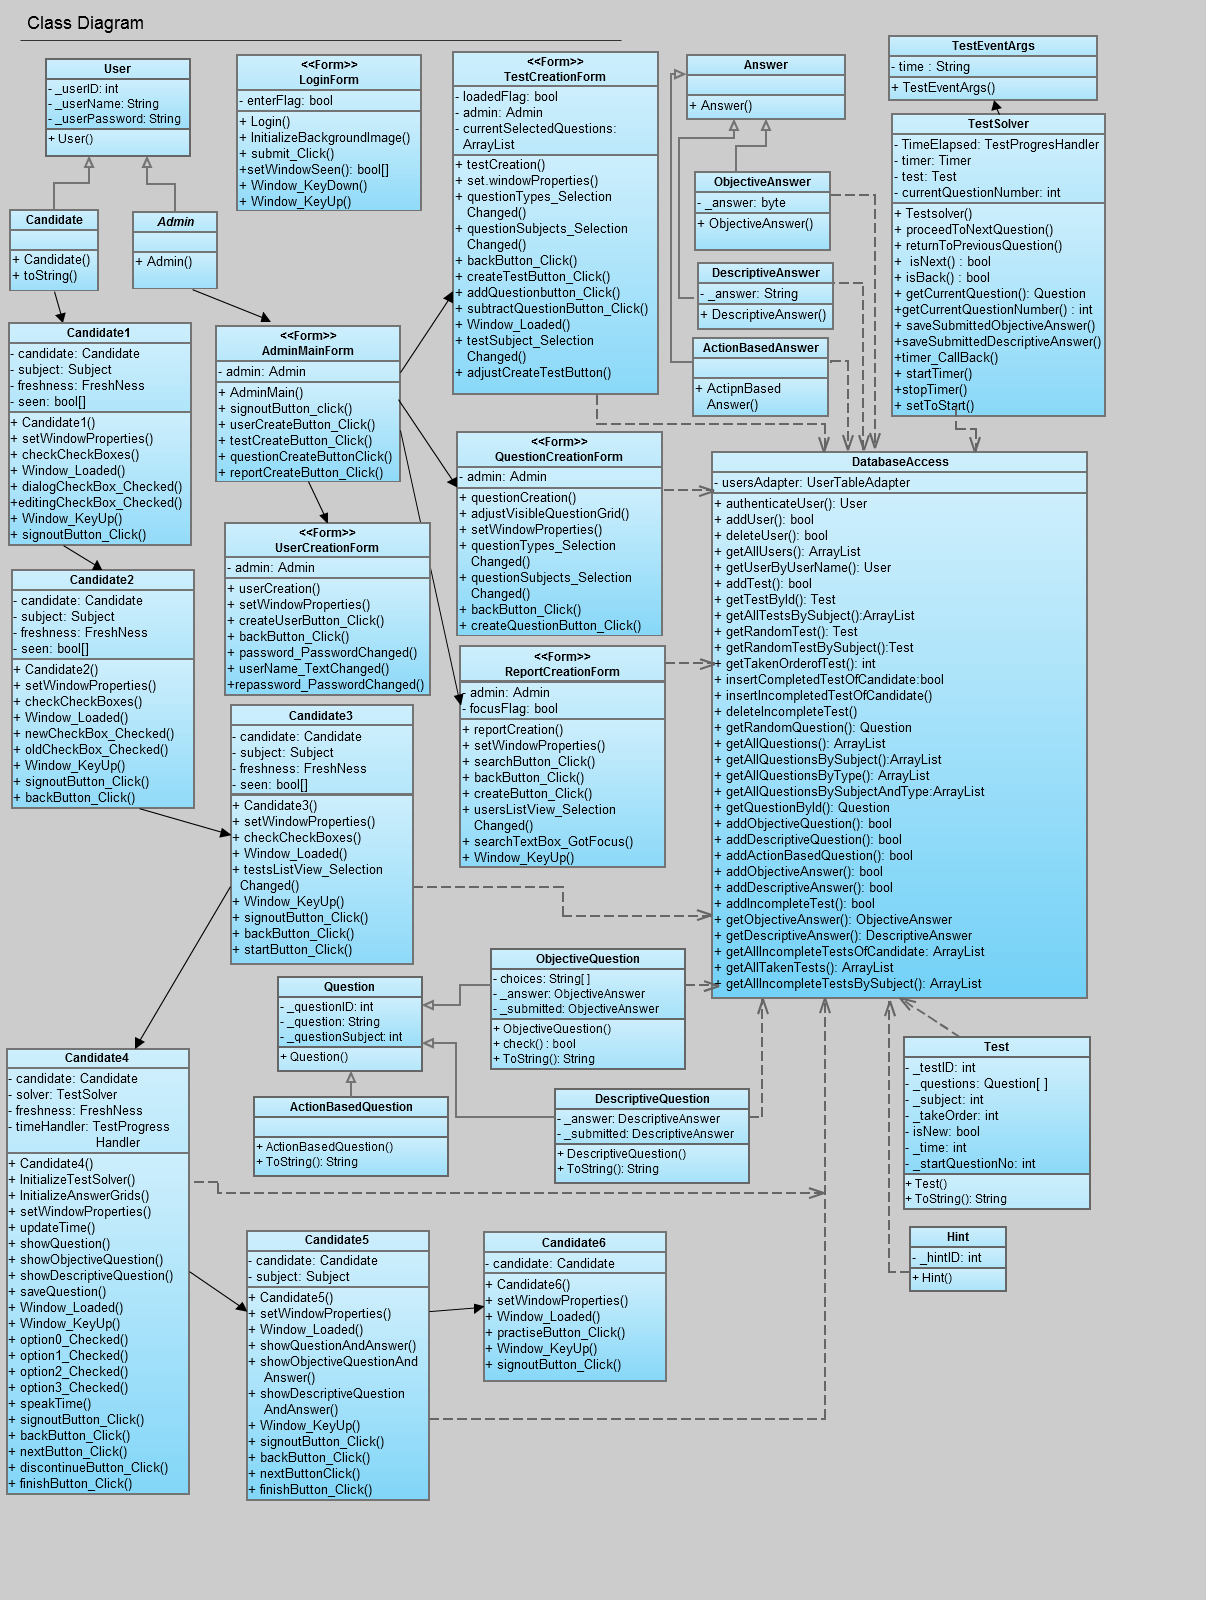 Class Diagram
User
- _userID: int
- _userName: String
- _userPassword: String
+ User()
<<Form>>
LoginForm
- enterFlag: bool
+ Login()
+ InitializeBackgroundImage()
+ submit_Click()
+setWindowSeen(): bool[]
+ Window_KeyDown()
+ Window_KeyUp()
<<Form>>
TestCreationForm
- loadedFlag: bool
- admin: Admin
- currentSelectedQuestions:
ArrayList
+ testCreation()
+ set.windowProperties()
+ questionTypes_Selection
Changed()
+ questionSubjects_Selection
Changed()
+ backButton_Click()
+ createTestButton_Click()
+ addQuestionbutton_Click()
+ subtractQuestionButton_Click()
+ Window_Loaded()
+ testSubject_Selection
Changed()
+ adjustCreateTestButton()
Answer
+ Answer()
TestEventArgs
- time : String
+ TestEventArgs()
TestSolver
- TimeElapsed: TestProgresHandler
- timer: Timer
- test: Test
- currentQuestionNumber: int
+ Testsolver()
+ proceedToNextQuestion()
+ returnToPreviousQuestion()
+ isNext() : bool
+ isBack() : bool
+ getCurrentQuestion(): Question
+getCurrentQuestionNumber() : int
+ saveSubmittedObjectiveAnswer()
+saveSubmittedDescriptiveAnswer()
+timer_CallBack()
+ startTimer()
+stopTimer()
+ setToStart()
ObjectiveAnswer
- _answer: byte
+ ObjectiveAnswer()
DescriptiveAnswer
- _answer: String
+ DescriptiveAnswer()
ActionBasedAnswer
+ ActipnBased
Answer()
Candidate
+ Candidate()
+ toString()
Admin
+ Admin()
Candidate1
- candidate: Candidate
- subject: Subject
- freshness: FreshNess
- seen: bool[]
+ Candidate1()
+ setWindowProperties()
+ checkCheckBoxes()
+ Window_Loaded()
+ dialogCheckBox_Checked()
+editingCheckBox_Checked()
+ Window_KeyUp()
+ signoutButton_Click()
<<Form>>
AdminMainForm
- admin: Admin
+ AdminMain()
+ signoutButton_click()
+ userCreateButton_Click()
+ testCreateButton_Click()
+ questionCreateButtonClick()
+ reportCreateButton_Click()
<<Form>>
QuestionCreationForm
- admin: Admin
+ questionCreation()
+ adjustVisibleQuestionGrid()
+ setWindowProperties()
+ questionTypes_Selection
Changed()
+ questionSubjects_Selection
Changed()
+ backButton_Click()
+ createQuestionButton_Click()
DatabaseAccess
- usersAdapter: UserTableAdapter
+ authenticateUser(): User
+ addUser(): bool
+ deleteUser(): bool
+ getAllUsers(): ArrayList
+ getUserByUserName(): User
+ addTest(): bool
+ getTestById(): Test
+ getAllTestsBySubject():ArrayList
+ getRandomTest(): Test
+ getRandomTestBySubject():Test
+ getTakenOrderofTest(): int
+ insertCompletedTestOfCandidate:bool
+ insertIncompletedTestOfCandidate()
+ deleteIncompleteTest()
+ getRandomQuestion(): Question
+ getAllQuestions(): ArrayList
+ getAllQuestionsBySubject():ArrayList
+ getAllQuestionsByType(): ArrayList
+ getAllQuestionsBySubjectAndType:ArrayList
+ getQuestionById(): Question
+ addObjectiveQuestion(): bool
+ addDescriptiveQuestion(): bool
+ addActionBasedQuestion(): bool
+ addObjectiveAnswer(): bool
+ addDescriptiveAnswer(): bool
+ addIncompleteTest(): bool
+ getObjectiveAnswer(): ObjectiveAnswer
+ getDescriptiveAnswer(): DescriptiveAnswer
+ getAllIncompleteTestsOfCandidate: ArrayList
+ getAllTakenTests(): ArrayList
+ getAllIncompleteTestsBySubject(): ArrayList
<<Form>>
UserCreationForm
- admin: Admin
+ userCreation()
+ setWindowProperties()
+ createUserButton_Click()
+ backButton_Click()
+ password_PasswordChanged()
+ userName_TextChanged()
+repassword_PasswordChanged()
Candidate2
- candidate: Candidate
- subject: Subject
- freshness: FreshNess
- seen: bool[]
+ Candidate2()
+ setWindowProperties()
+ checkCheckBoxes()
+ Window_Loaded()
+ newCheckBox_Checked()
+ oldCheckBox_Checked()
+ Window_KeyUp()
+ signoutButton_Click()
+ backButton_Click()
<<Form>>
ReportCreationForm
- admin: Admin
- focusFlag: bool
+ reportCreation()
+ setWindowProperties()
+ searchButton_Click()
+ backButton_Click()
+ createButton_Click()
+ usersListView_Selection
Changed()
+ searchTextBox_GotFocus()
+ Window_KeyUp()
Candidate3
- candidate: Candidate
- subject: Subject
- freshness: FreshNess
- seen: bool[]
+ Candidate3()
+ setWindowProperties()
+ checkCheckBoxes()
+ Window_Loaded()
+ testsListView_Selection
Changed()
+ Window_KeyUp()
+ signoutButton_Click()
+ backButton_Click()
+ startButton_Click()
Question
- _questionID: int
- _question: String
- _questionSubject: int
+ Question()
ObjectiveQuestion
- choices: String[ ]
- _answer: ObjectiveAnswer
- _submitted: ObjectiveAnswer
+ ObjectiveQuestion()
+ check() : bool
+ ToString(): String
ActionBasedQuestion
+ ActionBasedQuestion()
+ ToString(): String
DescriptiveQuestion
- _answer: DescriptiveAnswer
- _submitted: DescriptiveAnswer
+ DescriptiveQuestion()
+ ToString(): String
Test
- _testID: int
- _questions: Question[ ]
- _subject: int
- _takeOrder: int
- isNew: bool
- _time: int
- _startQuestionNo: int
+ Test()
+ ToString(): String
Hint
- _hintID: int
+ Hint()
Candidate4
- candidate: Candidate
- solver: TestSolver
- freshness: FreshNess
- timeHandler: TestProgress
Handler
+ Candidate4()
+ InitializeTestSolver()
+ InitializeAnswerGrids()
+ setWindowProperties()
+ updateTime()
+ showQuestion()
+ showObjectiveQuestion()
+ showDescriptiveQuestion()
+ saveQuestion()
+ Window_Loaded()
+ Window_KeyUp()
+ option0_Checked()
+ option1_Checked()
+ option2_Checked()
+ option3_Checked()
+ speakTime()
+ signoutButton_Click()
+ backButton_Click()
+ nextButton_Click()
+ discontinueButton_Click()
+ finishButton_Click()
Candidate5
- candidate: Candidate
- subject: Subject
+ Candidate5()
+ setWindowProperties()
+ Window_Loaded()
+ showQuestionAndAnswer()
+ showObjectiveQuestionAnd
Answer()
+ showDescriptiveQuestion
AndAnswer()
+ Window_KeyUp()
+ signoutButton_Click()
+ backButton_Click()
+ nextButtonClick()
+ finishButton_Click()
Candidate6
- candidate: Candidate
+ Candidate6()
+ setWindowProperties()
+ Window_Loaded()
+ practiseButton_Click()
+ Window_KeyUp()
+ signoutButton_Click()